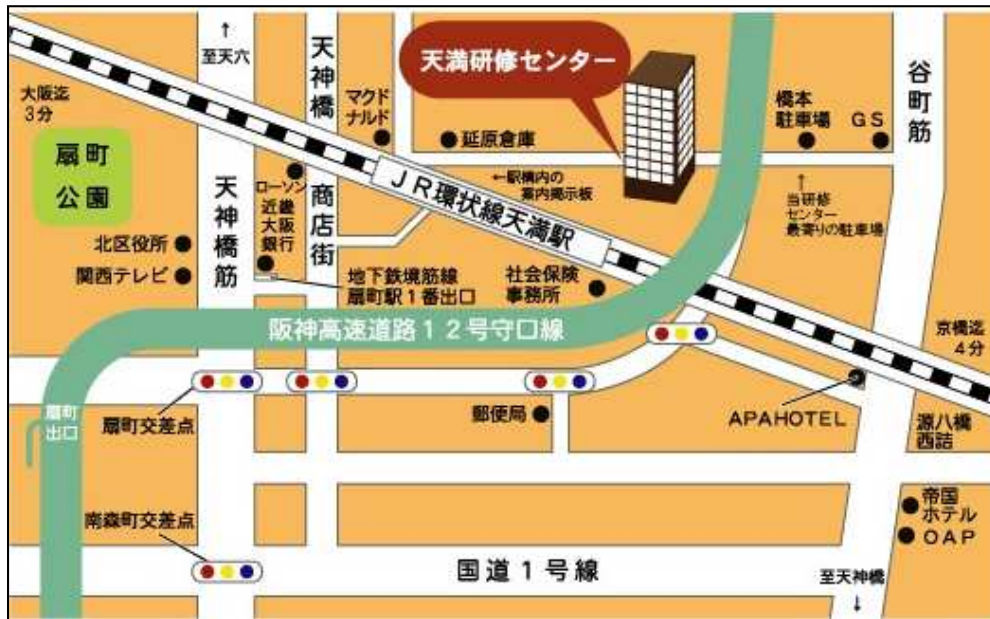 ↑
至天六
天神橋
商店街
マクド
ナルド
天満研修センター
延原倉庫
橋本
駐車場
GS
谷町筋
大阪迄
3分
扇町
公園
天神橋筋
ローソン
近畿
大阪
銀行
JR環状線天満駅
←駅構内の
案内掲示板
↑
当研修
センター
最寄りの駐車場
北区役所
関西テレビ
地下鉄境筋線
扇町駅1番出口
社会保険
事務所
阪神高速道路12号守口線
京橋迄
4分
扇町
出口
扇町交差点
郵便局
APAHOTEL
源八橋
西詰
南森町交差点
国道1号線
帝国
ホテル
OAP
至天神橋
↓